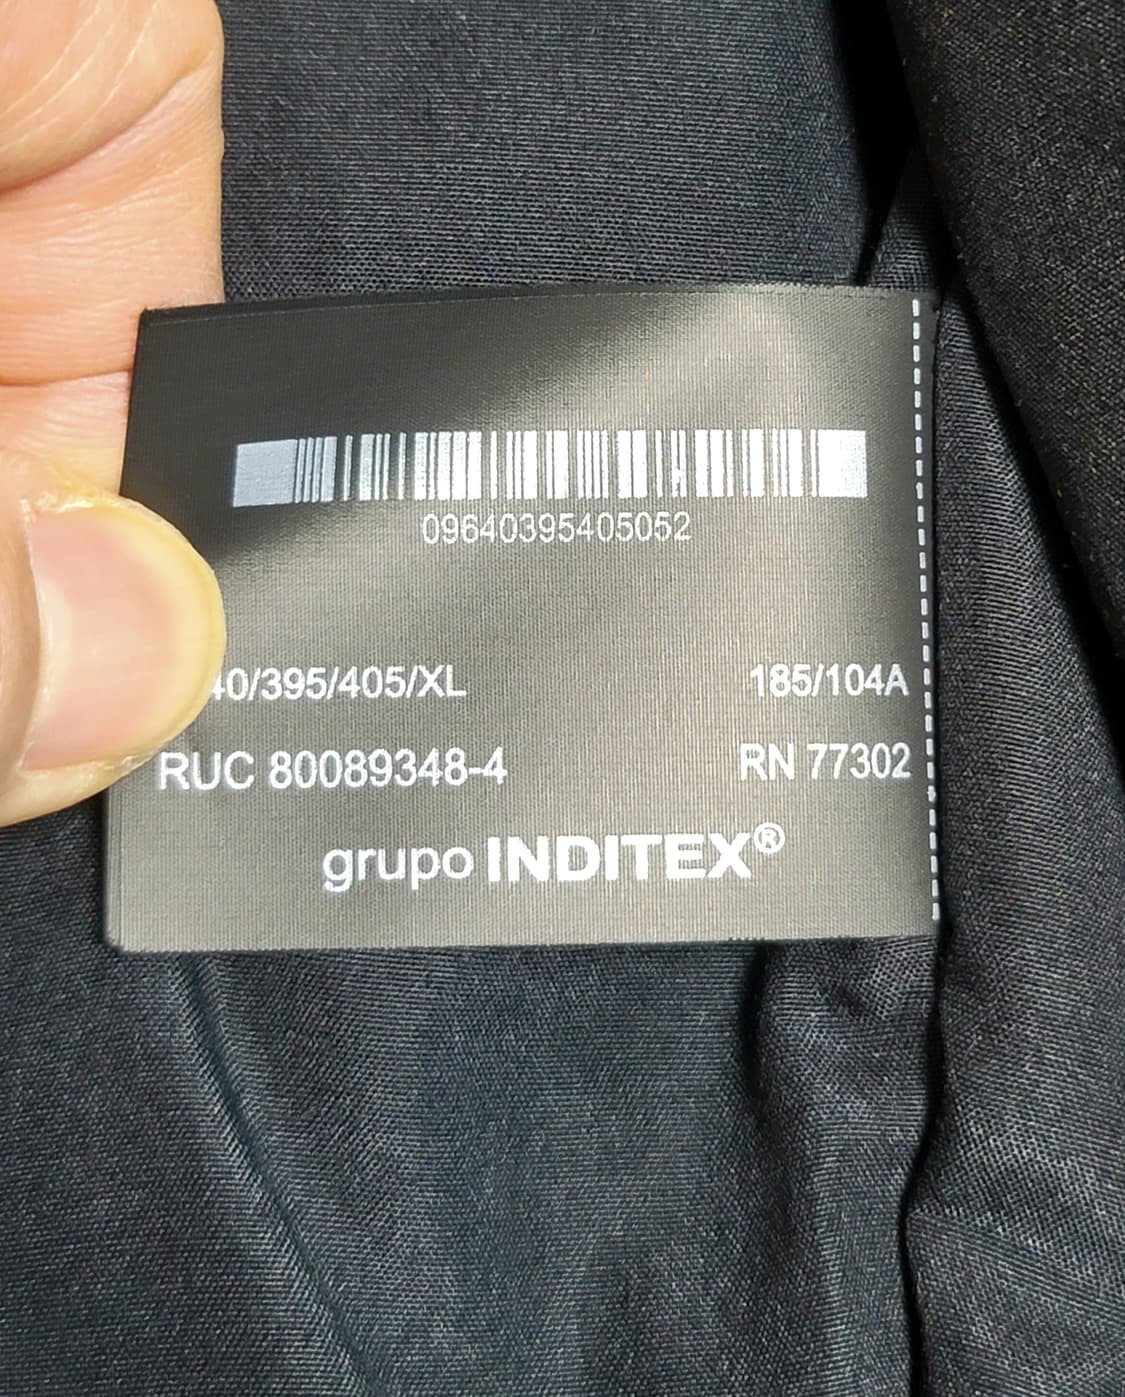 09640395405052
40/395/405/XL 185/104A
RUC 80089348-4 RN 77302
grupo INDITEX®